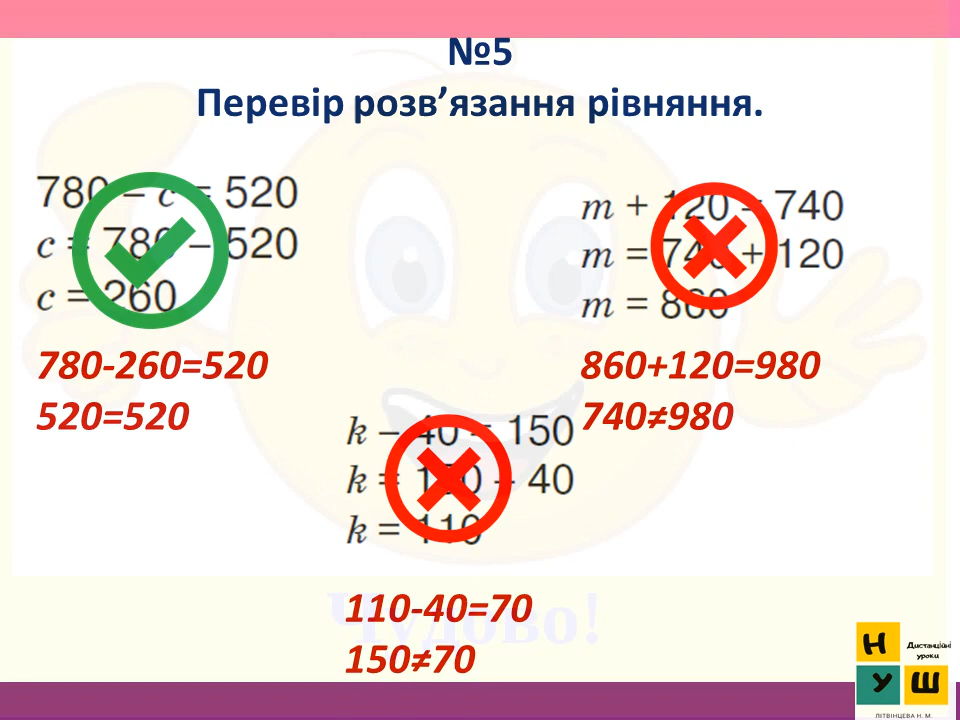 №5
Перевір розв’язання рівняння.
780 – c = 520
c = 780 – 520
c = 260
780-260=520
520=520
m + 120 = 740
m = 740 + 120
m = 860
860+120=980
740≠980
k – 40 = 150
k = 150 – 40
k = 110
110-40=70
150≠70
Чудово!
Н
У Ш
Дистанційні
уроки
ЛІТВІНЦЕВА Н. М.